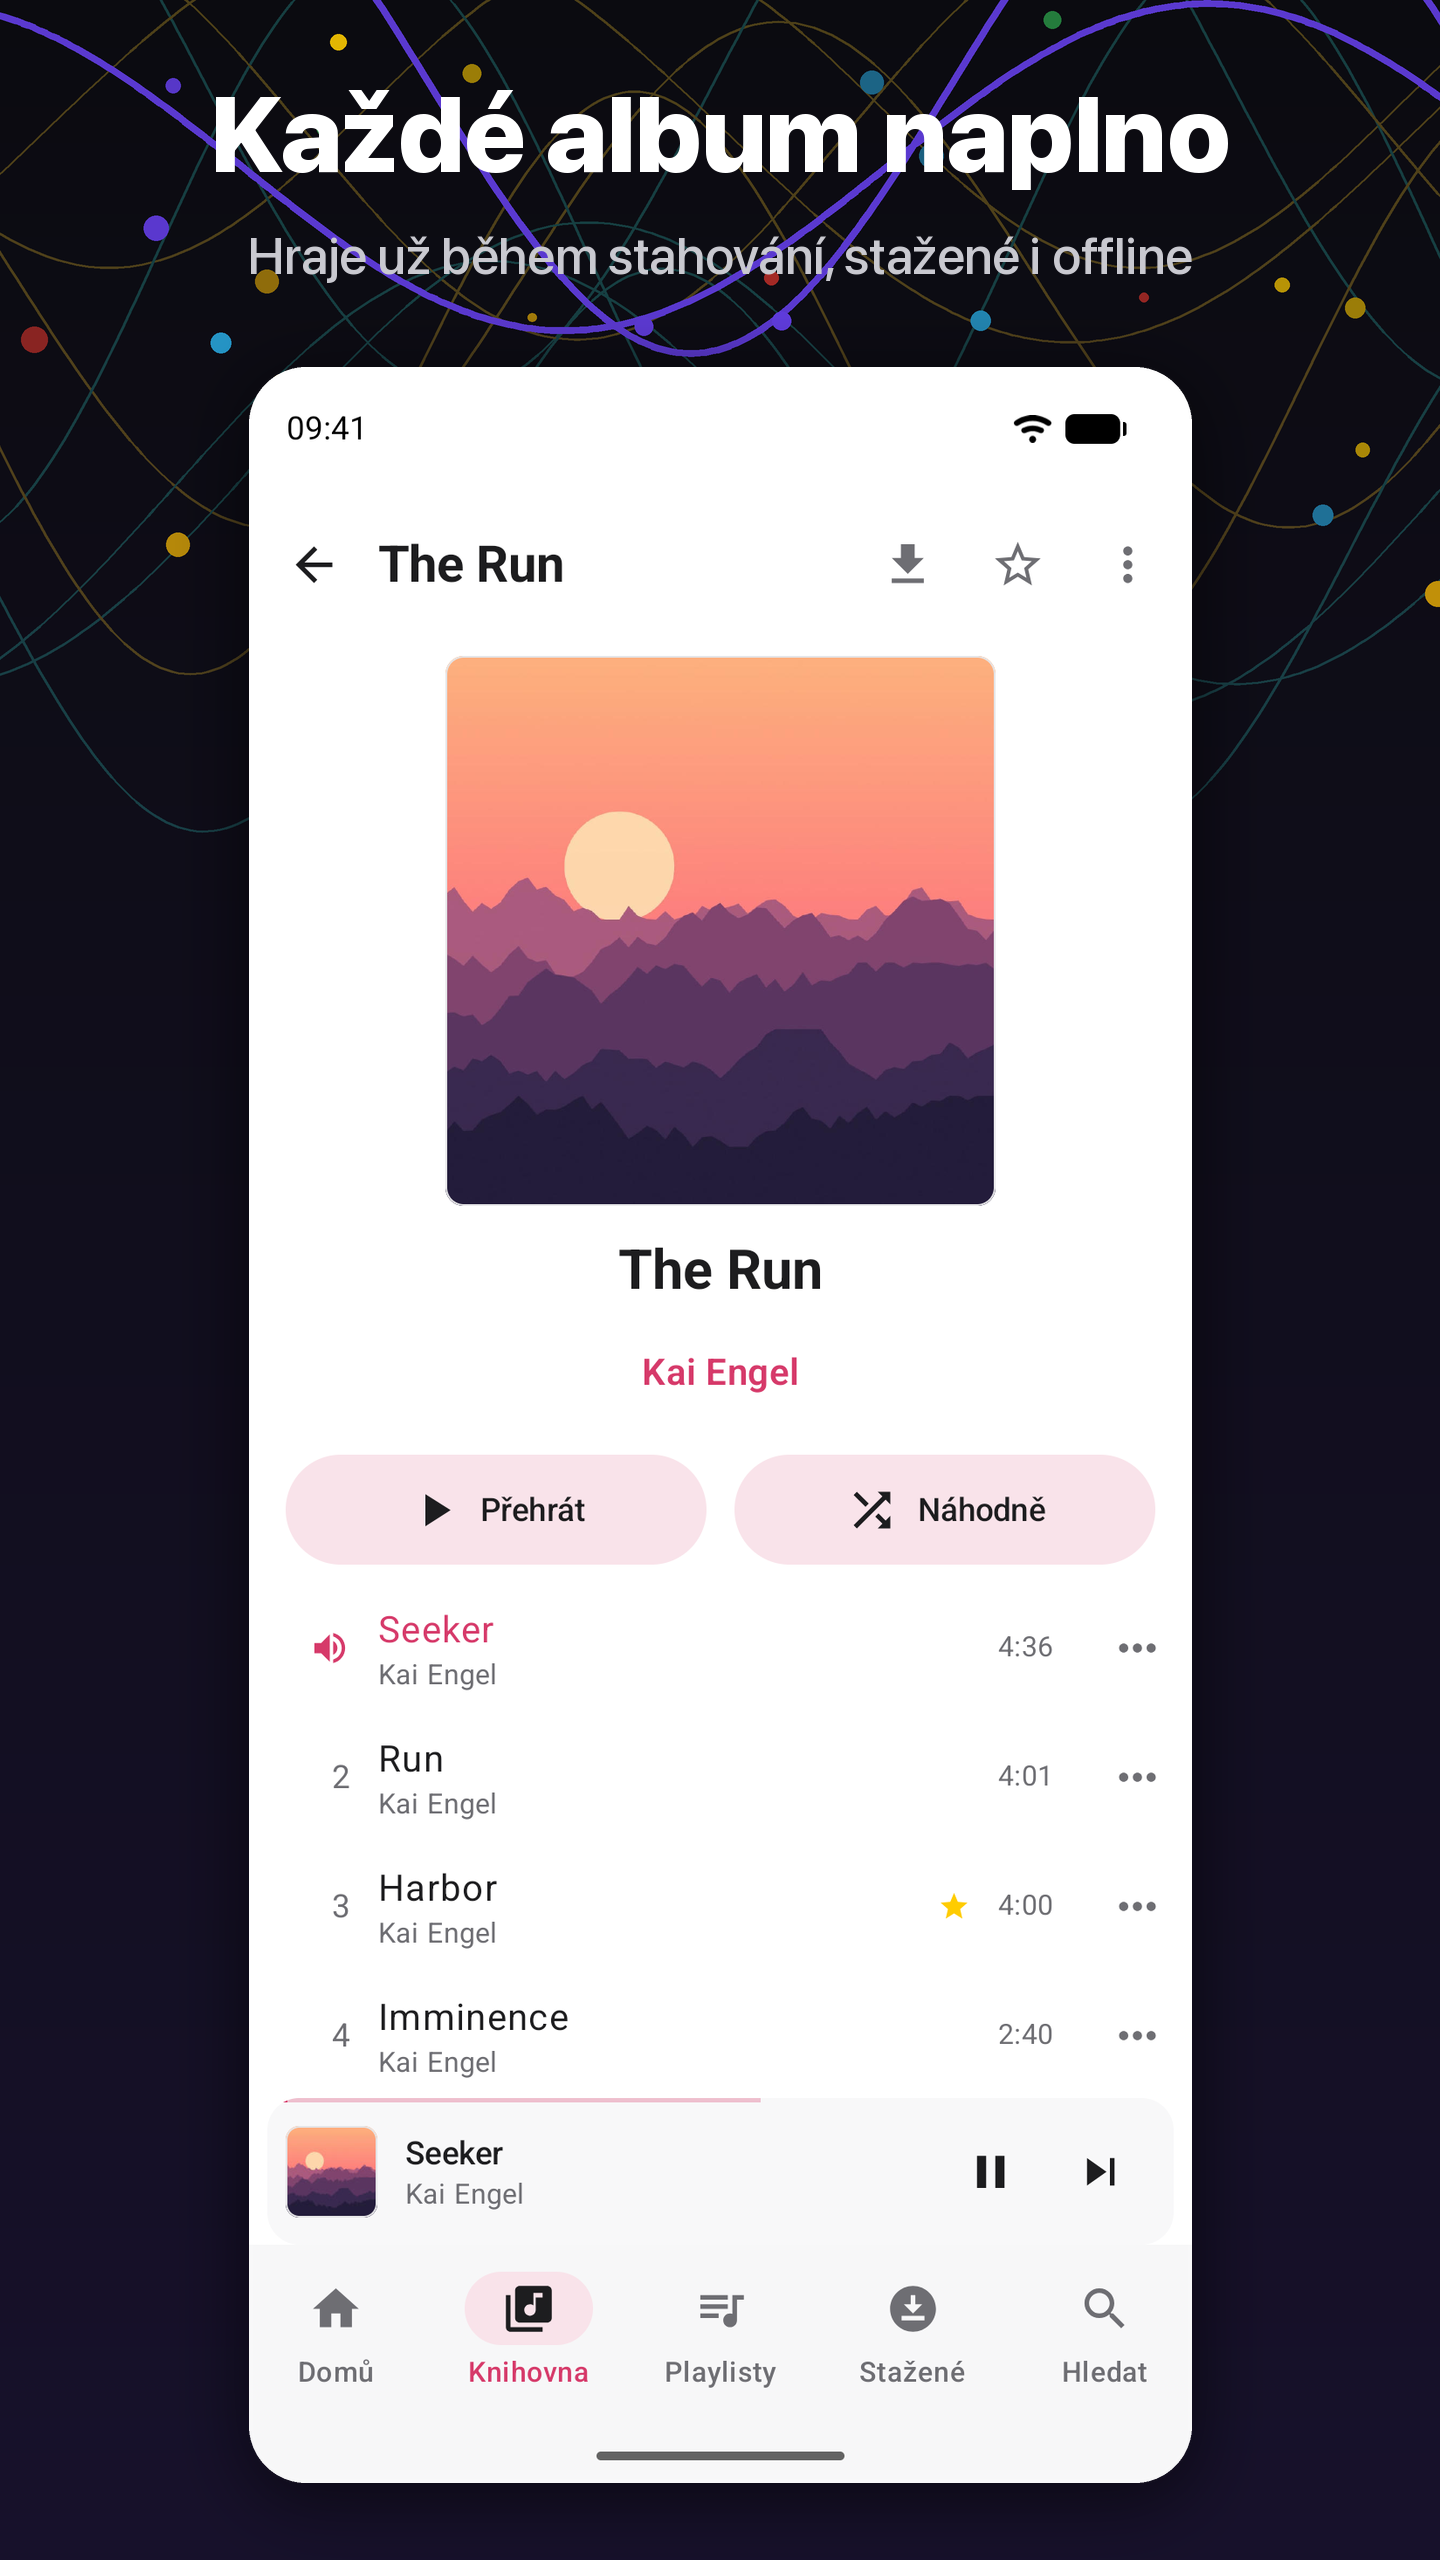 Každé album naplno
Hraje už během stahování, stažené i offline
09:41
The Run
The Run
Kai Engel
Přehrát
Náhodně
Seeker
Kai Engel
4:36
2
Run
Kai Engel
4:01
3
Harbor
Kai Engel
4:00
4
Imminence
Kai Engel
2:40
Seeker
Kai Engel
Domů
Knihovna
Playlisty
Stažené
Hledat